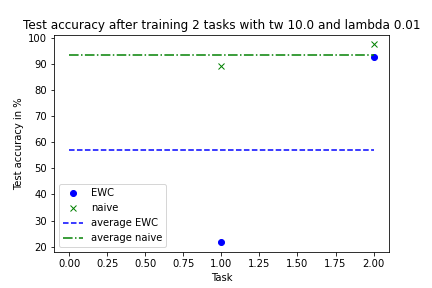 Test accuracy after training 2 tasks with tw 10.0 and lambda 0.01
100
90
80
70
60
50
40
30
20
Test accuracy in %
EWC
naive
average EWC
average naive
0.00 0.25 0.50 0.75 1.00 1.25 1.50 1.75 2.00
Task